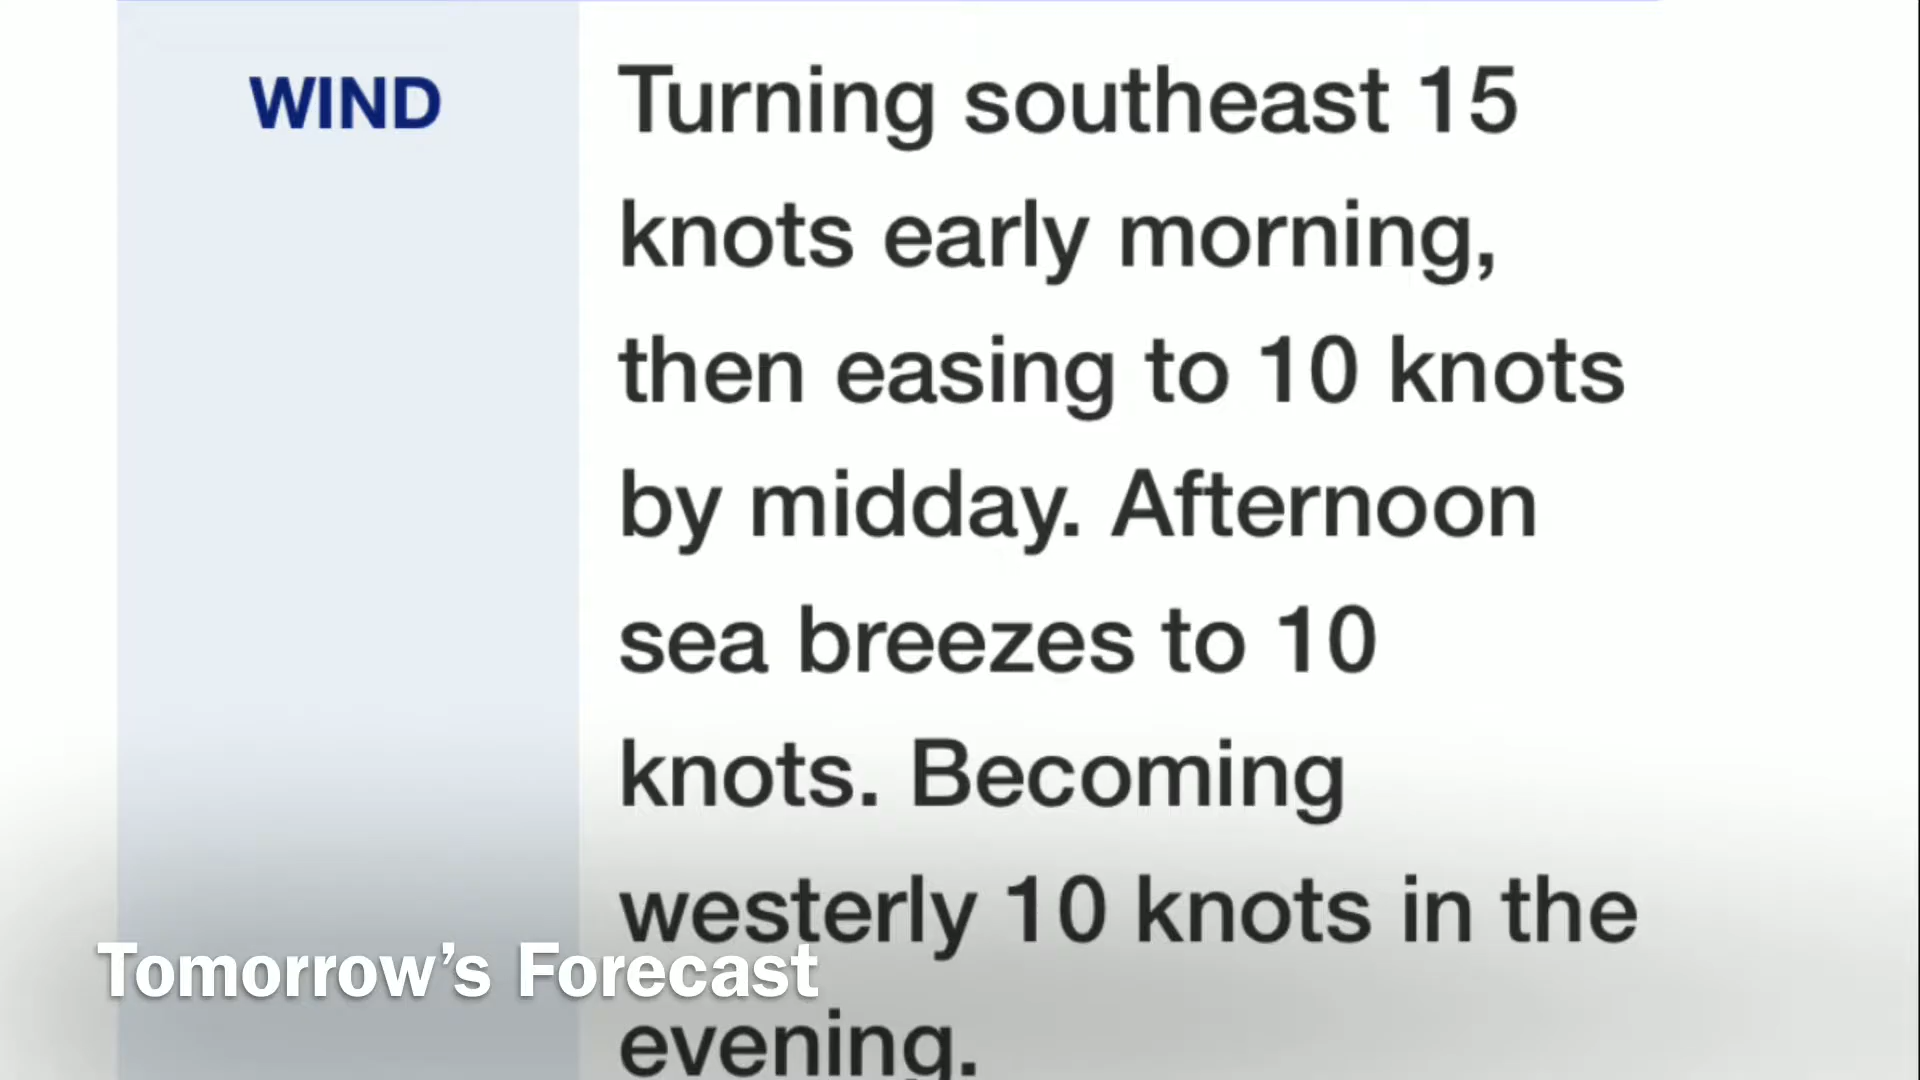 WIND
Turning southeast 15
knots early morning,
then easing to 10 knots
by midday. Afternoon
sea breezes to 10
knots. Becoming
westerly 10 knots in the
evening.
Tomorrow’s Forecast